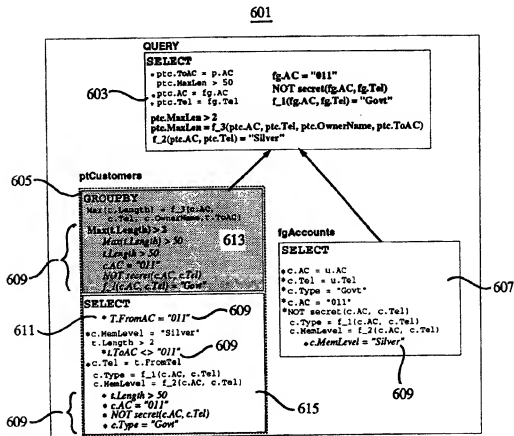 601
QUERY
SELECT
• ptc.ToAC = p.AC
ptc.MaxLen > 50
• ptc.AC = fg.AC
• ptc.Tel = fg.Tel
fg.AC = "011"
NOT secret(fg.AC, fg.Tel)
f_1(fg.AC, fg.Tel) = "Govt"
ptc.MaxLen > 2
ptc.MaxLen = f_3(ptc.AC, ptc.Tel, ptc.OwnerName, ptc.ToAC)
f_2(ptc.AC, ptc.Tel) = "Silver"
603
605
ptCustomers
GROUPBY
Max(t.Length) = f_3(c.AC,
c.Tel, c.OwnerName,t.ToAC)
Max(t.Length) > 2
Max(t.Length) > 50
t.Length > 50
c.AC = "011"
NOT secret(c.AC, c.Tel)
f_1(c.AC, c.Tel) = "Govt"
613
609
SELECT
• T.FromAC = "011"
609
611
• c.MemLevel = "Silver"
t.Length > 2
• t.ToAC <> "011"
609
• c.Tel = t.FromTel
c.Type = f_1(c.AC, c.Tel)
c.MemLevel = f_2(c.AC, c.Tel)
• t.Length > 50
• c.AC = "011"
• NOT secret(c.AC, c.Tel)
• c.Type = "Govt"
609
615
fgAccounts
SELECT
• c.AC = u.AC
• c.Tel = u.Tel
• c.Type = "Govt"
• c.AC = "011"
• NOT secret(c.AC, c.Tel)
c.Type = f_1(c.AC, c.Tel)
c.MemLevel = f_2(c.AC, c.Tel)
• c.MemLevel = "Silver"
607
609